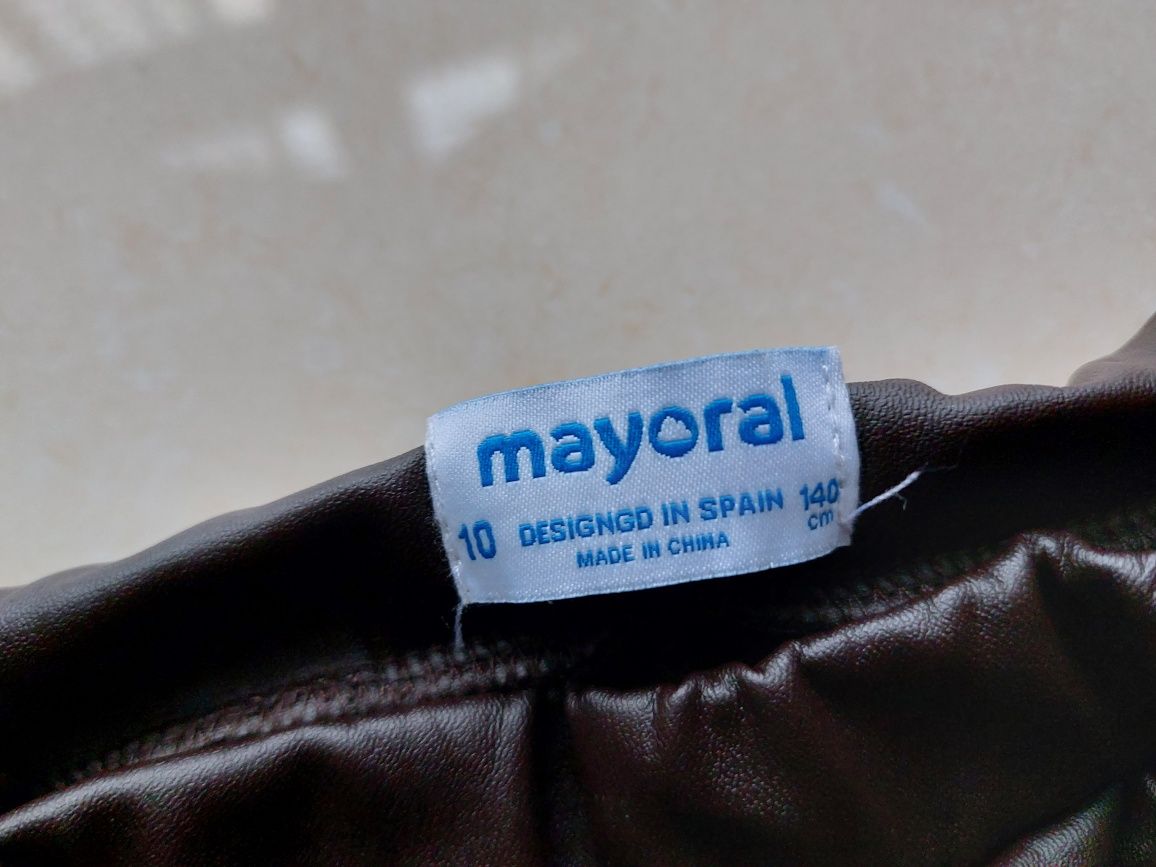 mayoral
10 DESIGNGD IN SPAIN 140 cm
MADE IN CHINA